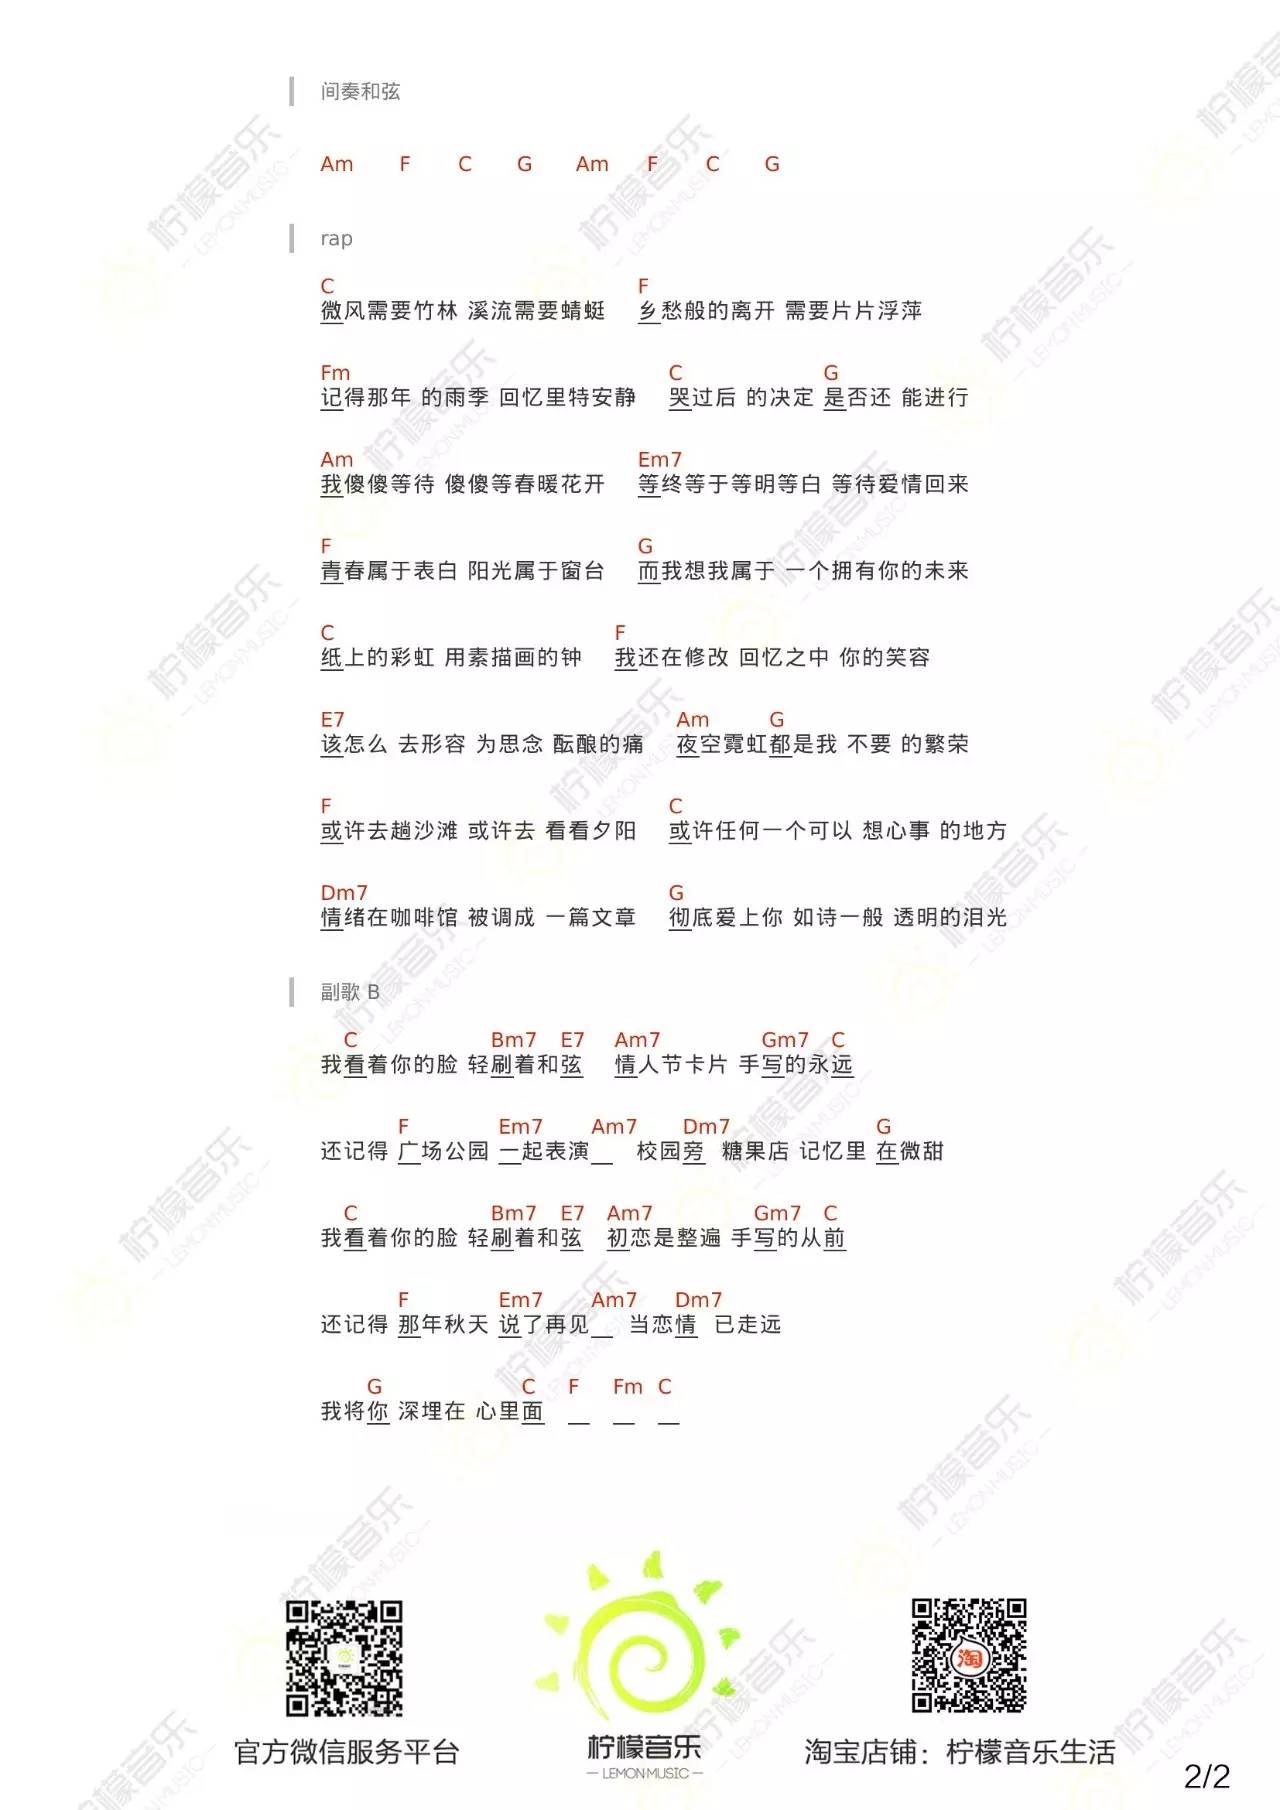 间奏和弦
Am F C G Am F C G
rap
C F
微风需要竹林 溪流需要蜻蜓 乡愁般的离开 需要片片浮萍
Fm C G
记得那年 的雨季 回忆里特安静 哭过后 的决定 是否还 能进行
Am Em7
我傻傻等待 傻傻等春暖花开 等终等于等明等白 等待爱情回来
F G
青春属于表白 阳光属于窗台 而我想我属于 一个拥有你的未来
C F
纸上的彩虹 用素描画的钟 我还在修改 回忆之中 你的笑容
E7 Am G
该怎么 去形容 为思念 酝酿的痛 夜空霓虹都是我 不要 的繁荣
F C
或许去趟沙滩 或许去 看看夕阳 或许任何一个可以 想心事 的地方
Dm7 G
情绪在咖啡馆 被调成 一篇文章 彻底爱上你 如诗一般 透明的泪光
副歌 B
C Bm7 E7 Am7 Gm7 C
我看着你的脸 轻刷着和弦 情人节卡片 手写的永远
F Em7 Am7 Dm7 G
还记得 广场公园 一起表演__ 校园旁 糖果店 记忆里 在微甜
C Bm7 E7 Am7 Gm7 C
我看着你的脸 轻刷着和弦 初恋是整遍 手写的从前
F Em7 Am7 Dm7
还记得 那年秋天 说了再见__ 当恋情 已走远
G C F Fm C
我将你 深埋在 心里面 __ __ __
淘
柠檬音乐
LEMON MUSIC
官方微信服务平台
淘宝店铺：柠檬音乐生活
2/2